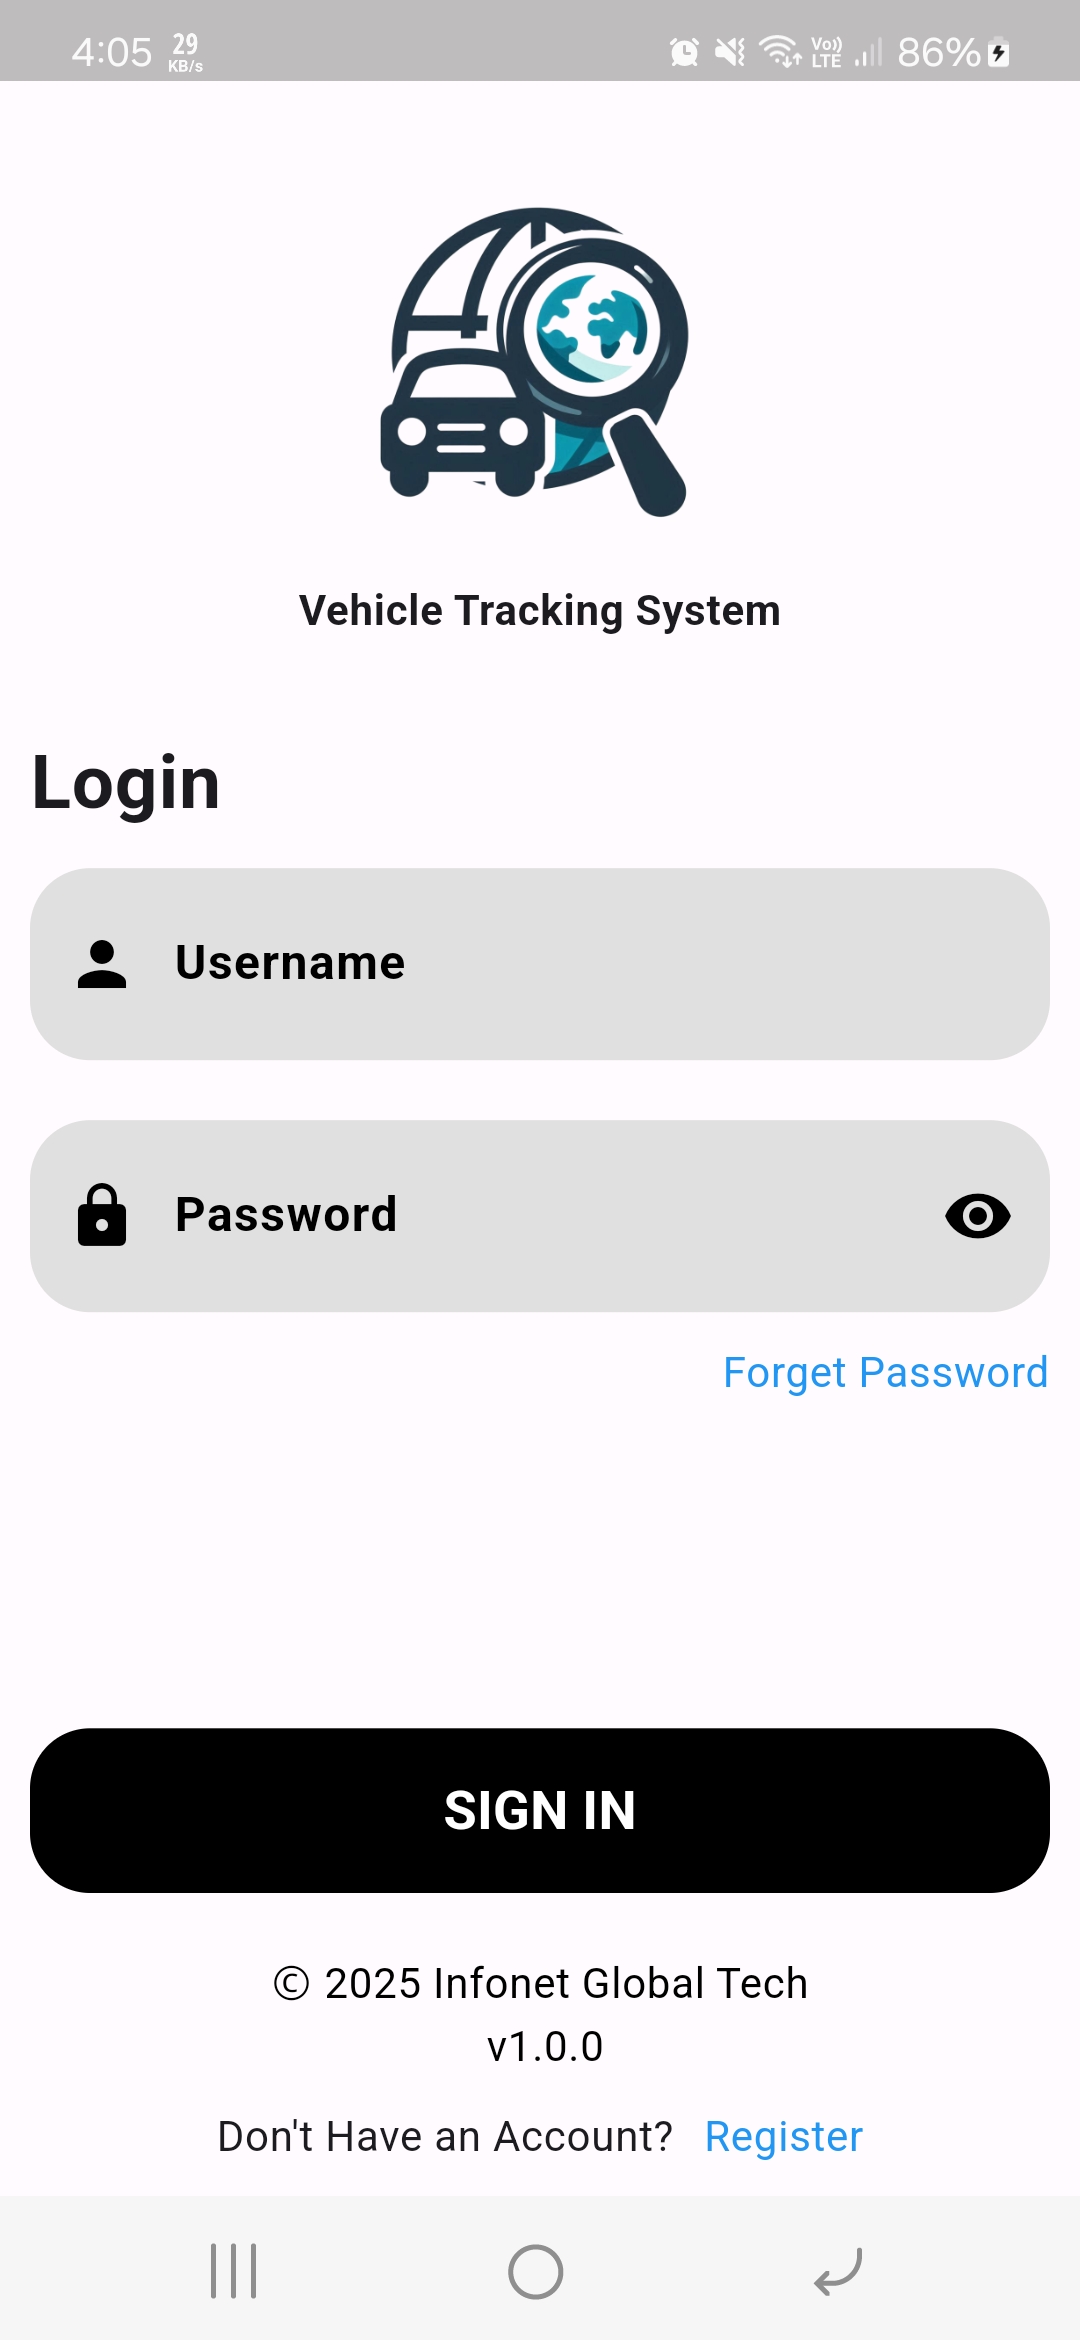 4:05 29 KB/s Vo)) LTE 86%
Vehicle Tracking System
Login
Username
Password
Forget Password
SIGN IN
© 2025 Infonet Global Tech
v1.0.0
Don't Have an Account? Register